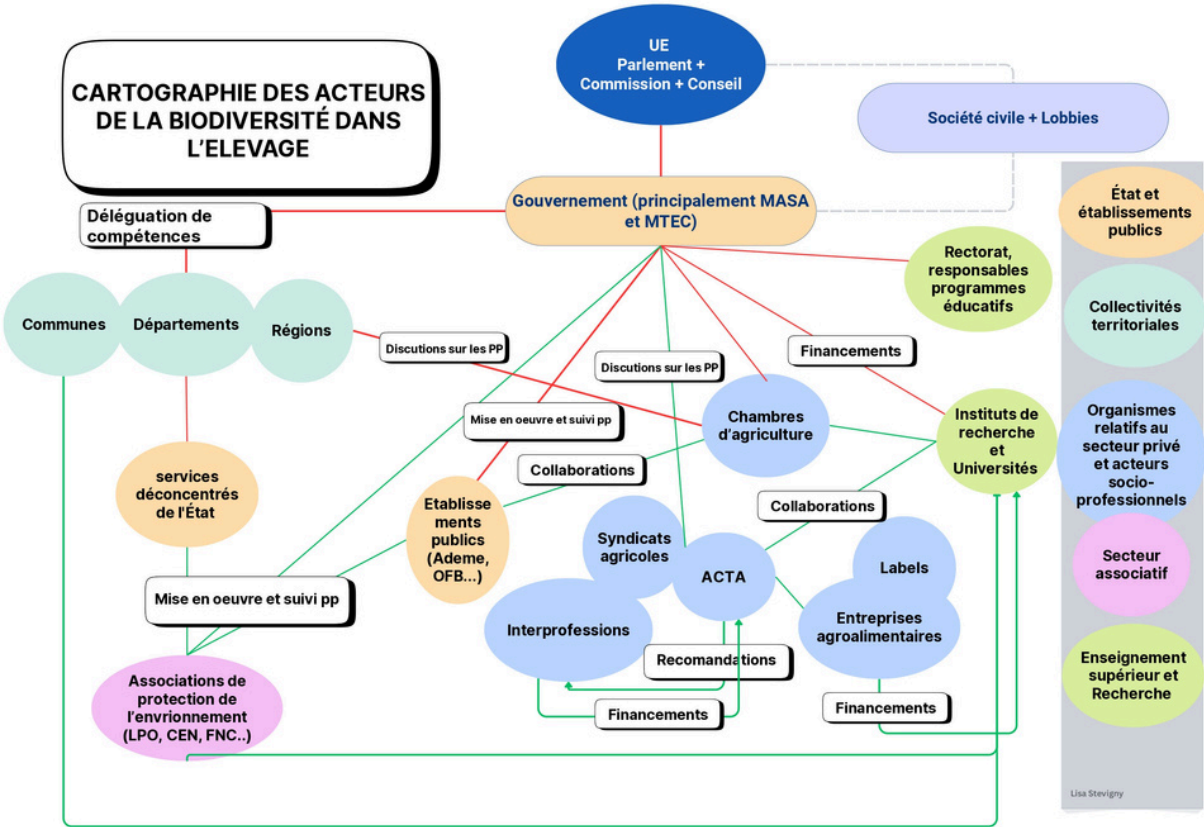 CARTOGRAPHIE DES ACTEURS
DE LA BIODIVERSITÉ DANS
L'ELEVAGE
UE
Parlement +
Commission + Conseil
Société civile + Lobbies
Gouvernement (principalement MASA
et MTEC)
Déléguation de
compétences
Communes
Départements
Régions
Rectorat,
responsables
programmes
éducatifs
Discutions sur les PP
Discutions sur les PP
Financements
Mise en oeuvre et suivi pp
Chambres
d'agriculture
Instituts de
recherche
et
Universités
Collaborations
services
déconcentrés
de l'État
Etablisse
ments
publics
(Ademe,
OFB...)
Collaborations
Syndicats
agricoles
ACTA
Labels
Mise en oeuvre et suivi pp
Interprofessions
Entreprises
agroalimentaires
Recomandations
Associations de
protection de
l'envrionnement
(LPO, CEN, FNC..)
Financements
Financements
État et
établissements
publics
Collectivités
territoriales
Organismes
relatifs au
secteur privé
et acteurs
socio-
professionnels
Secteur
associatif
Enseignement
supérieur et
Recherche
Lisa Stevigny